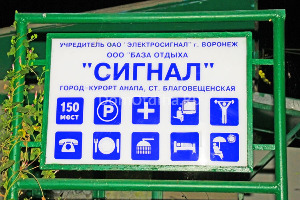 УЧРЕДИТЕЛЬ ОАО "ЭЛЕКТРОСИГНАЛ" г. ВОРОНЕЖ
ООО "БАЗА ОТДЫХА
"СИГНАЛ"
ГОРОД-КУРОРТ АНАПА, СТ. БЛАГОВЕЩЕНСКАЯ
150
МЕСТ
P